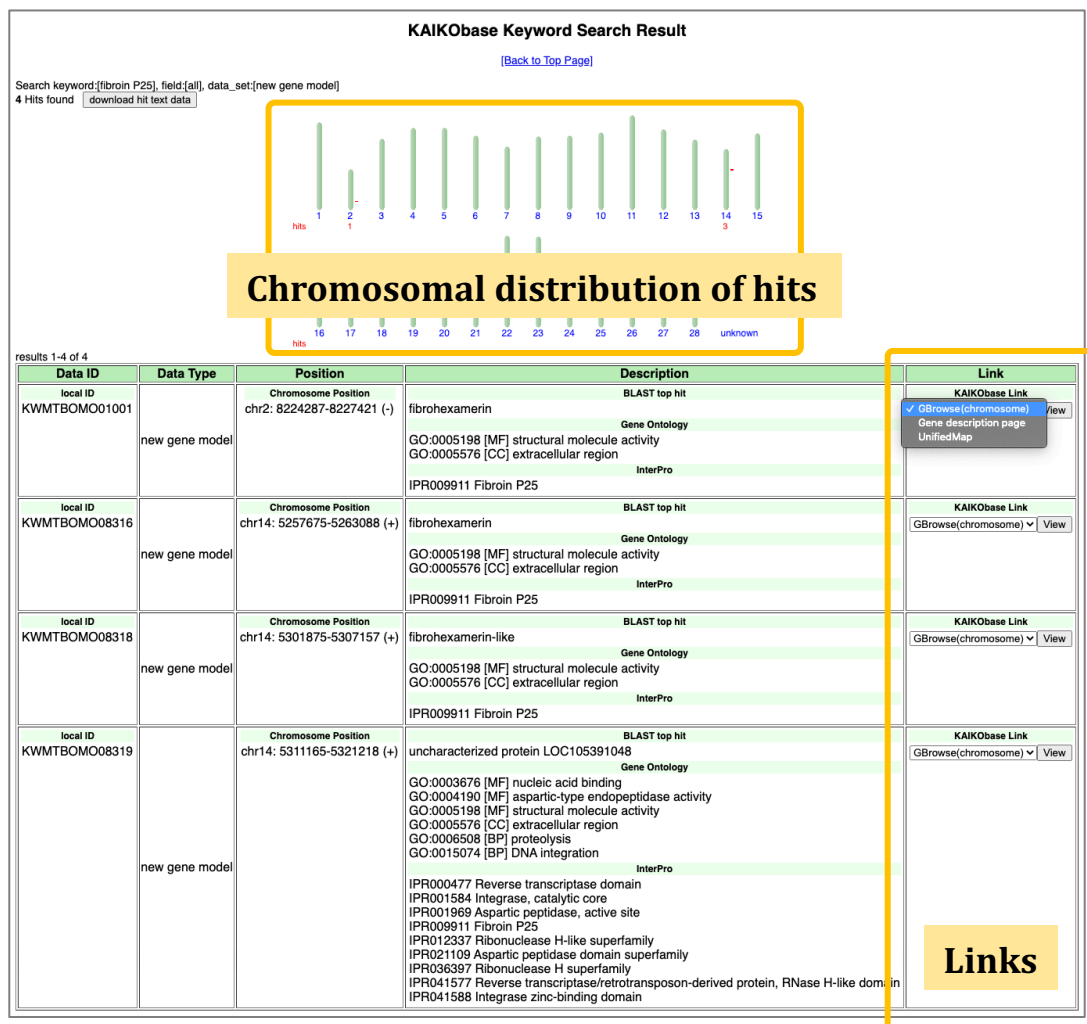 KAIKObase Keyword Search Result
[Back to Top Page]
Search keyword:[fibroin P25], field:[all], data_set:[new gene model]
4 Hits found download hit text data
1 2 3 4 5 6 7 8 9 10 11 12 13 14 15
hits 1 3
Chromosomal distribution of hits
16 17 18 19 20 21 22 23 24 25 26 27 28 unknown
hits
results 1-4 of 4
Data ID Data Type Position Description Link
local ID Chromosome Position BLAST top hit KAIKObase Link
KWMTBOMO01001 chr2: 8224287-8227421 (-) fibrohexamerin ✓ GBrowse(chromosome) View
Gene description page
UnifiedMap
Gene Ontology
new gene model GO:0005198 [MF] structural molecule activity
GO:0005576 [CC] extracellular region
InterPro
IPR009911 Fibroin P25
local ID Chromosome Position BLAST top hit KAIKObase Link
KWMTBOMO08316 chr14: 5257675-5263088 (+) fibrohexamerin GBrowse(chromosome) View
Gene Ontology
new gene model GO:0005198 [MF] structural molecule activity
GO:0005576 [CC] extracellular region
InterPro
IPR009911 Fibroin P25
local ID Chromosome Position BLAST top hit KAIKObase Link
KWMTBOMO08318 chr14: 5301875-5307157 (+) fibrohexamerin-like GBrowse(chromosome) View
Gene Ontology
new gene model GO:0005198 [MF] structural molecule activity
GO:0005576 [CC] extracellular region
InterPro
IPR009911 Fibroin P25
local ID Chromosome Position BLAST top hit KAIKObase Link
KWMTBOMO08319 chr14: 5311165-5321218 (+) uncharacterized protein LOC105391048 GBrowse(chromosome) View
Gene Ontology
GO:0003676 [MF] nucleic acid binding
GO:0004190 [MF] aspartic-type endopeptidase activity
GO:0005198 [MF] structural molecule activity
GO:0005576 [CC] extracellular region
GO:0006508 [BP] proteolysis
GO:0015074 [BP] DNA integration
new gene model InterPro
IPR000477 Reverse transcriptase domain
IPR001584 Integrase, catalytic core
IPR001969 Aspartic peptidase, active site
IPR009911 Fibroin P25
IPR012337 Ribonuclease H-like superfamily
IPR021109 Aspartic peptidase domain superfamily
IPR036397 Ribonuclease H superfamily
IPR041577 Reverse transcriptase/retrotransposon-derived protein, RNase H-like domain
IPR041588 Integrase zinc-binding domain
Links